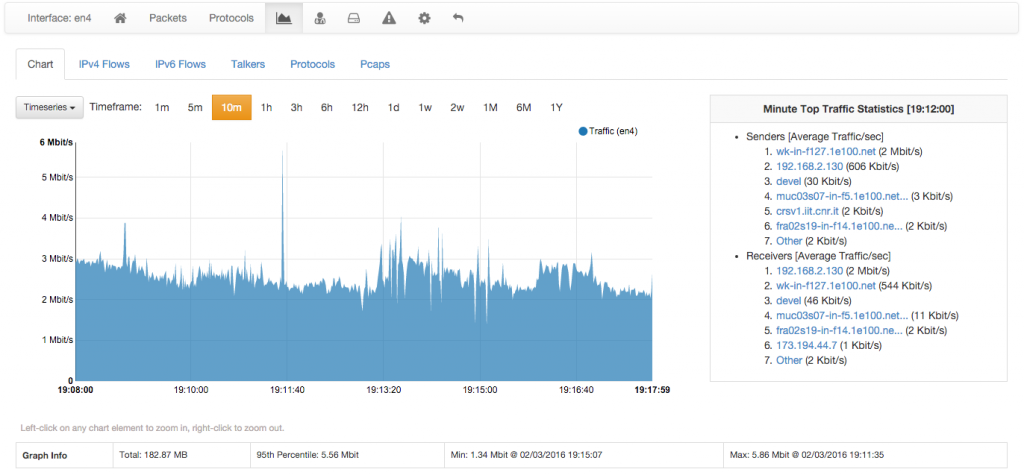 Interface: en4 Packets Protocols
Chart IPv4 Flows IPv6 Flows Talkers Protocols Pcaps
Timeseries Timeframe: 1m 5m 10m 1h 3h 6h 12h 1d 1w 2w 1M 6M 1Y
Traffic (en4)
6 Mbit/s
5 Mbit/s
4 Mbit/s
3 Mbit/s
2 Mbit/s
1 Mbit/s
0
19:08:00 19:10:00 19:11:40 19:13:20 19:15:00 19:16:40 19:17:59
Minute Top Traffic Statistics [19:12:00]
• Senders [Average Traffic/sec]
1. wk-in-f127.1e100.net (2 Mbit/s)
2. 192.168.2.130 (606 Kbit/s)
3. devel (30 Kbit/s)
4. muc03s07-in-f5.1e100.net... (3 Kbit/s)
5. crsv1.iit.cnr.it (2 Kbit/s)
6. fra02s19-in-f14.1e100.ne... (2 Kbit/s)
7. Other (2 Kbit/s)
• Receivers [Average Traffic/sec]
1. 192.168.2.130 (2 Mbit/s)
2. wk-in-f127.1e100.net (544 Kbit/s)
3. devel (46 Kbit/s)
4. muc03s07-in-f5.1e100.net... (11 Kbit/s)
5. fra02s19-in-f14.1e100.ne... (2 Kbit/s)
6. 173.194.44.7 (1 Kbit/s)
7. Other (2 Kbit/s)
Left-click on any chart element to zoom in, right-click to zoom out.
Graph Info Total: 182.87 MB 95th Percentile: 5.56 Mbit Min: 1.34 Mbit @ 02/03/2016 19:15:07 Max: 5.86 Mbit @ 02/03/2016 19:11:35